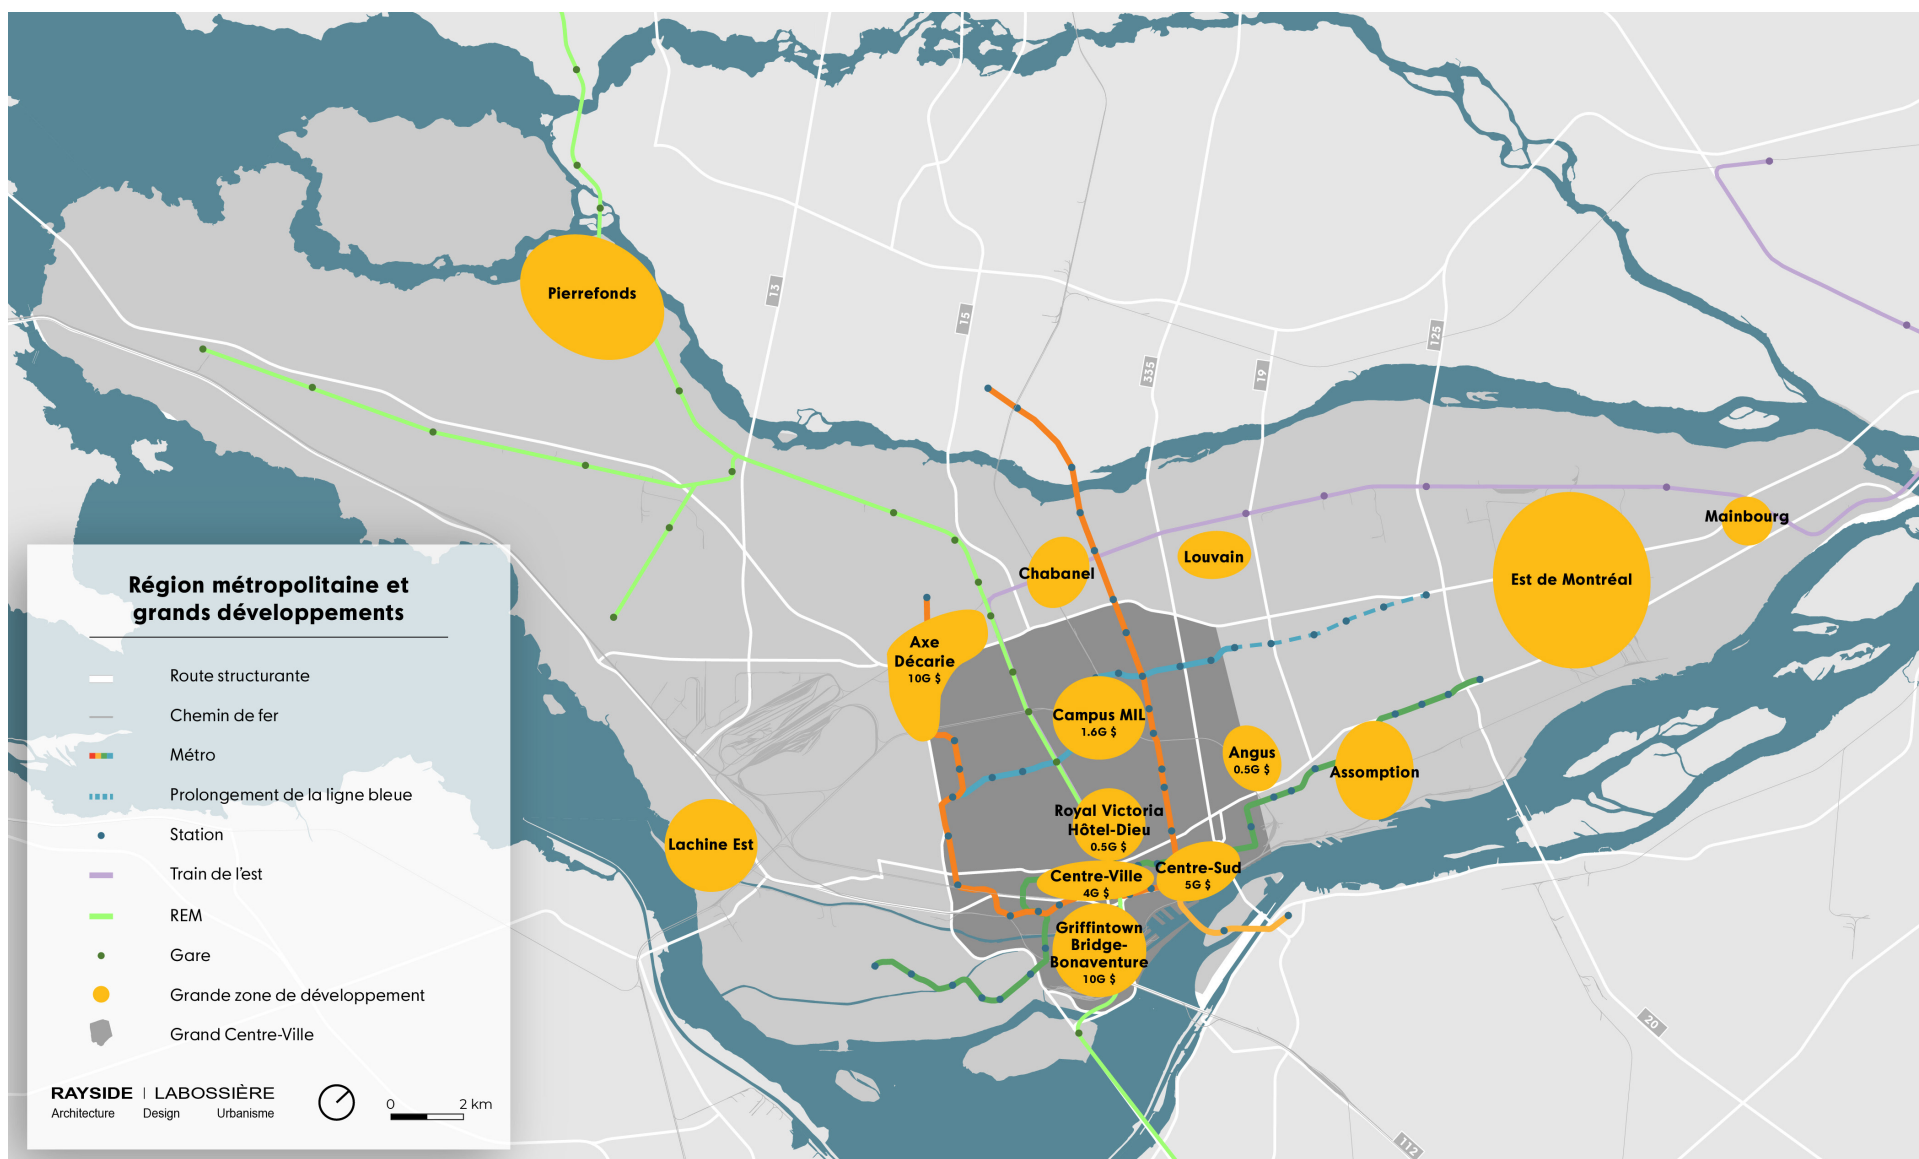 Pierrefonds
13
15
335
19
125
Mainbourg
Louvain
Chabanel
Est de Montréal
Axe
Décarie
10G $
Campus MIL
1.6G $
Angus
0.5G $
Assomption
Royal Victoria
Hôtel-Dieu
0.5G $
Lachine Est
Centre-Ville
4G $
Centre-Sud
5G $
Griffintown
Bridge-
Bonaventure
10G $
20
112
Région métropolitaine et
grands développements
Route structurante
Chemin de fer
Métro
Prolongement de la ligne bleue
Station
Train de l'est
REM
Gare
Grande zone de développement
Grand Centre-Ville
RAYSIDE | LABOSSIÈRE
Architecture Design Urbanisme
0 2 km